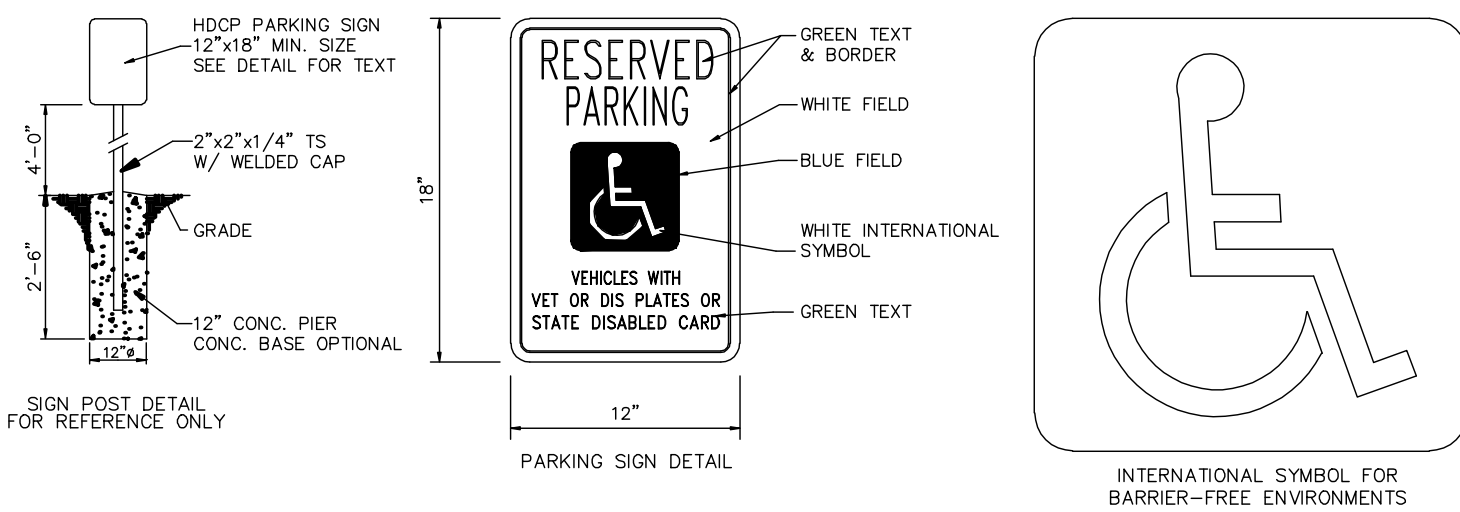 HDCP PARKING SIGN
12"x18" MIN. SIZE
SEE DETAIL FOR TEXT
4'-0"
2"x2"x1/4" TS
W/ WELDED CAP
GRADE
2'-6"
12" CONC. PIER
CONC. BASE OPTIONAL
12"ø
SIGN POST DETAIL
FOR REFERENCE ONLY
18"
RESERVED
PARKING
VEHICLES WITH
VET OR DIS PLATES OR
STATE DISABLED CARD
GREEN TEXT
& BORDER
WHITE FIELD
BLUE FIELD
WHITE INTERNATIONAL
SYMBOL
GREEN TEXT
12"
PARKING SIGN DETAIL
INTERNATIONAL SYMBOL FOR
BARRIER-FREE ENVIRONMENTS